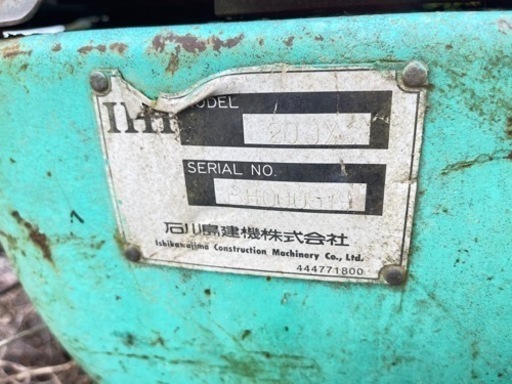 IHI
MODEL
SERIAL NO.
石川島建機株式会社
Ishikawajima Construction Machinery Co., Ltd.
444771800